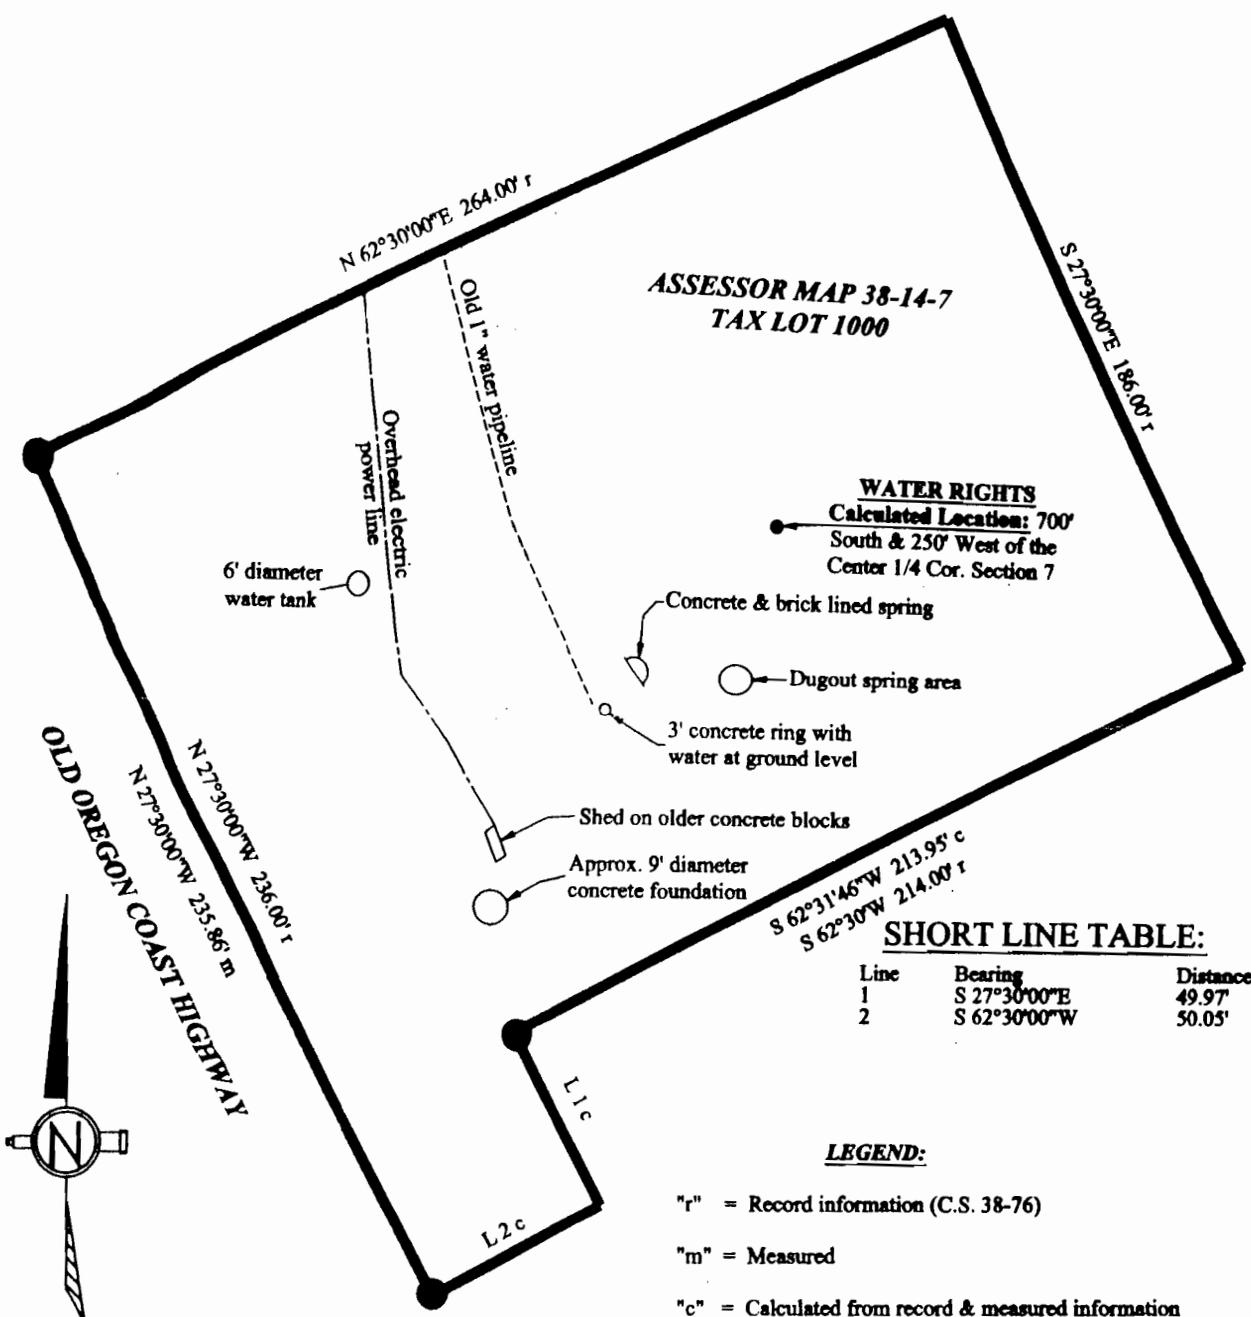 N 62°30'00"E 264.00' r
S 27°30'00"E 186.00' r
ASSESSOR MAP 38-14-7
TAX LOT 1000
Old 1" water pipeline
Overhead electric
power line
WATER RIGHTS
Calculated Location: 700'
South & 250' West of the
Center 1/4 Cor. Section 7
6' diameter
water tank
Concrete & brick lined spring
Dugout spring area
3' concrete ring with
water at ground level
OLD OREGON COAST HIGHWAY
N 27°30'00"W 236.00' r
N 27°30'00"W 235.86' m
Shed on older concrete blocks
Approx. 9' diameter
concrete foundation
S 62°31'46"W 213.95' c
S 62°30'W 214.00' r
SHORT LINE TABLE:
Line Bearing Distance
1 S 27°30'00"E 49.97'
2 S 62°30'00"W 50.05'
L 1 c
L 2 c
N
LEGEND:
"r" = Record information (C.S. 38-76)
"m" = Measured
"c" = Calculated from record & measured information